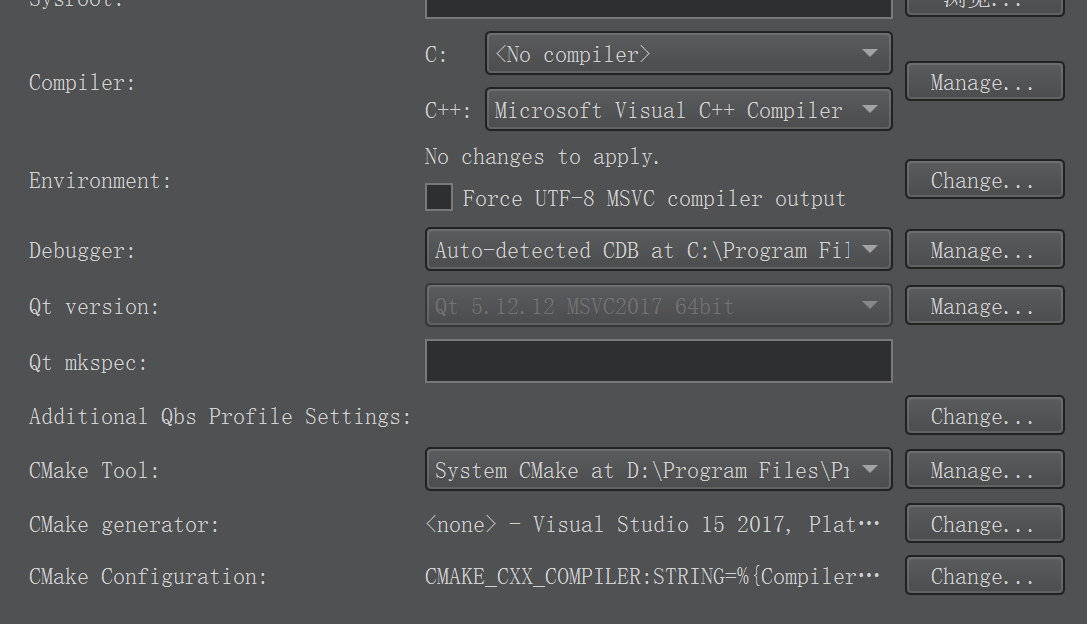 Sysroot:
浏览...
Compiler:
C:
<No compiler>
Manage...
C++:
Microsoft Visual C++ Compiler
Environment:
No changes to apply.
Force UTF-8 MSVC compiler output
Change...
Debugger:
Auto-detected CDB at C:\Program Fil
Manage...
Qt version:
Qt 5.12.12 MSVC2017 64bit
Manage...
Qt mkspec:
Additional Qbs Profile Settings:
Change...
CMake Tool:
System CMake at D:\Program Files\Pr
Manage...
CMake generator:
<none> - Visual Studio 15 2017, Plat…
Change...
CMake Configuration:
CMAKE_CXX_COMPILER:STRING=%{Compiler…
Change...